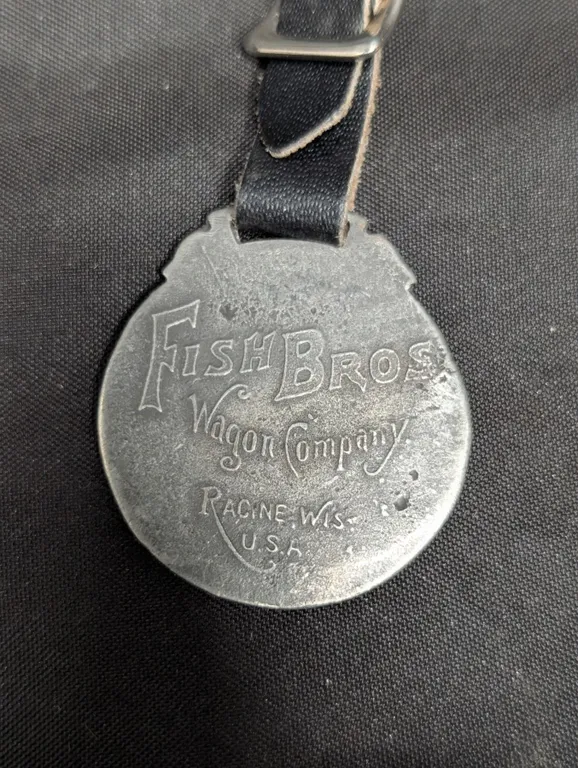 FISH BROS
Wagon Company.
RACINE, WIS.
U.S.A